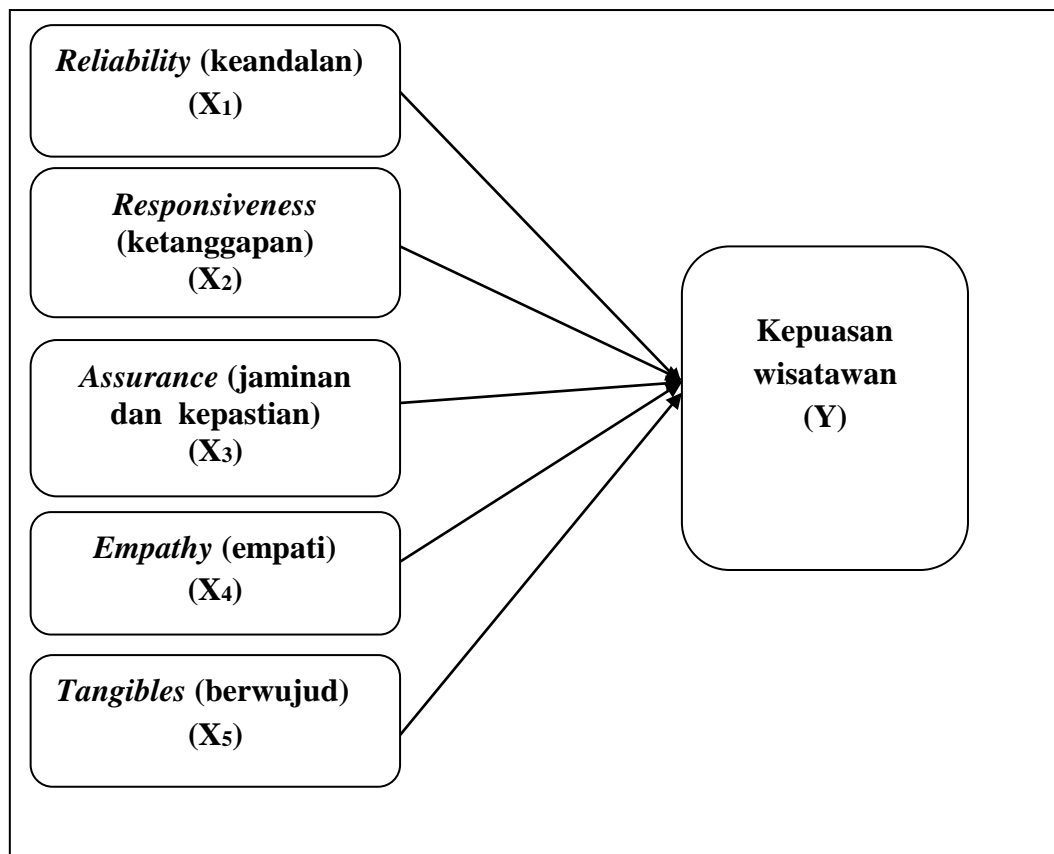 Reliability (keandalan)
(X1)
Responsiveness
(ketanggapan)
(X2)
Assurance (jaminan
dan kepastian)
(X3)
Empathy (empati)
(X4)
Tangibles (berwujud)
(X5)
Kepuasan
wisatawan
(Y)